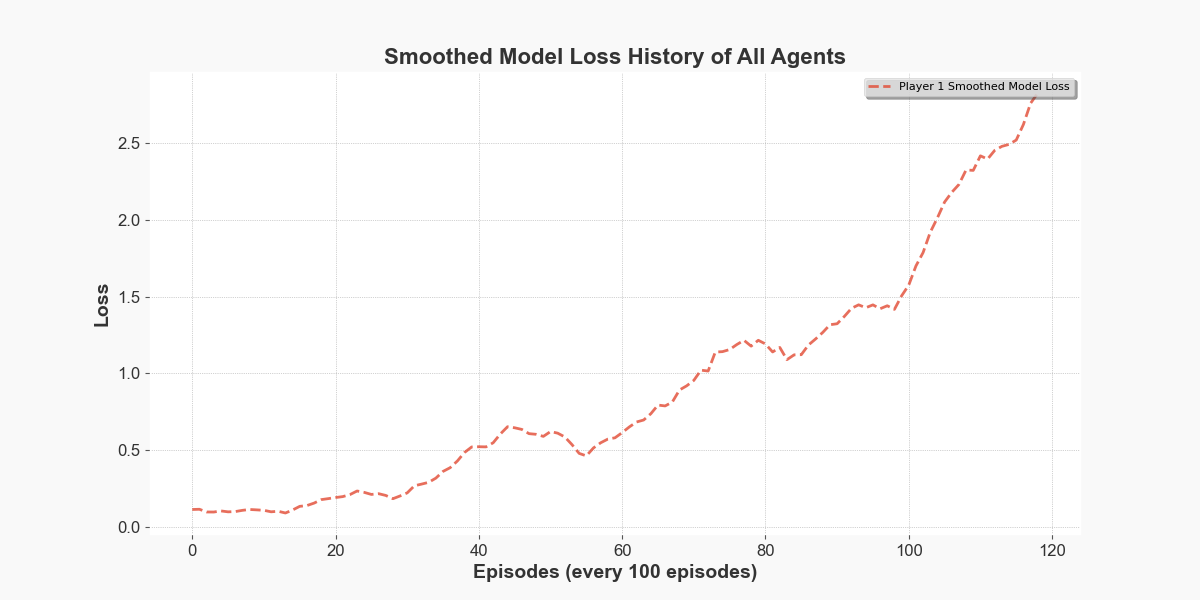 Smoothed Model Loss History of All Agents
Player 1 Smoothed Model Loss
2.5
2.0
1.5
1.0
0.5
0.0
Loss
0 20 40 60 80 100 120
Episodes (every 100 episodes)